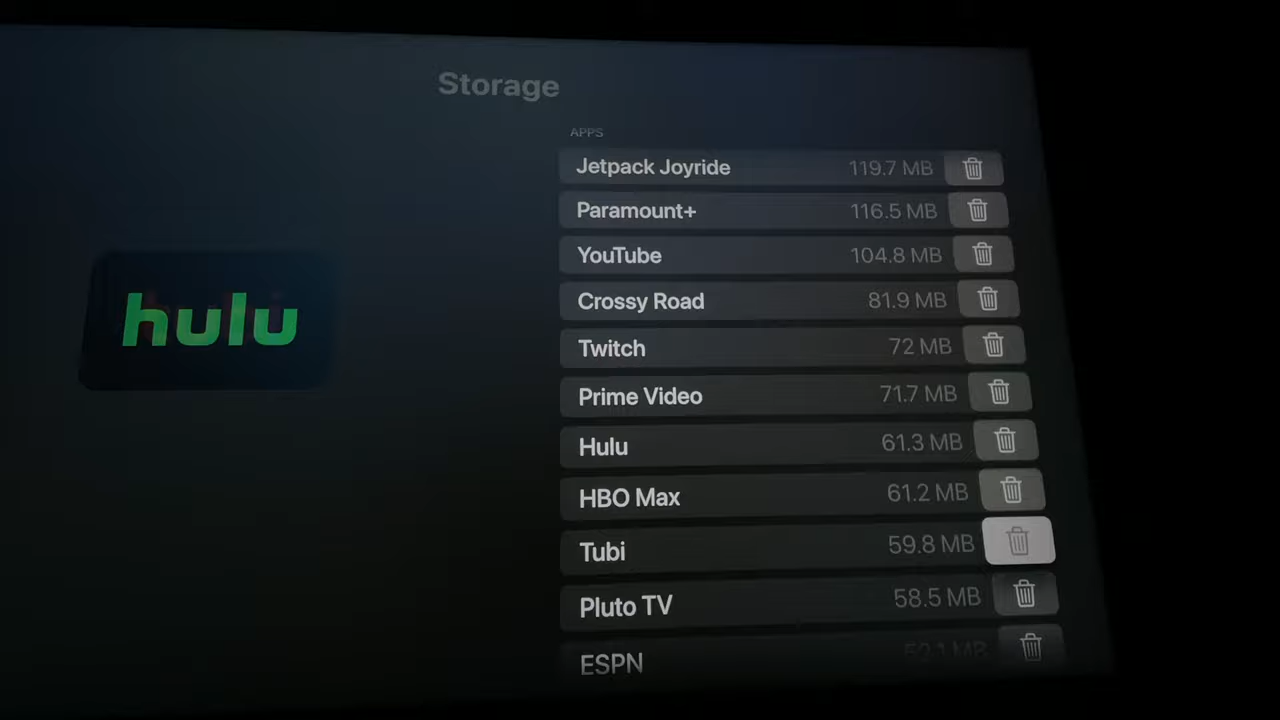 Storage
APPS
Jetpack Joyride 119.7 MB
Paramount+ 116.5 MB
YouTube 104.8 MB
Crossy Road 81.9 MB
hulu
Twitch 72 MB
Prime Video 71.7 MB
Hulu 61.3 MB
HBO Max 61.2 MB
Tubi 59.8 MB
Pluto TV 58.5 MB
ESPN MB